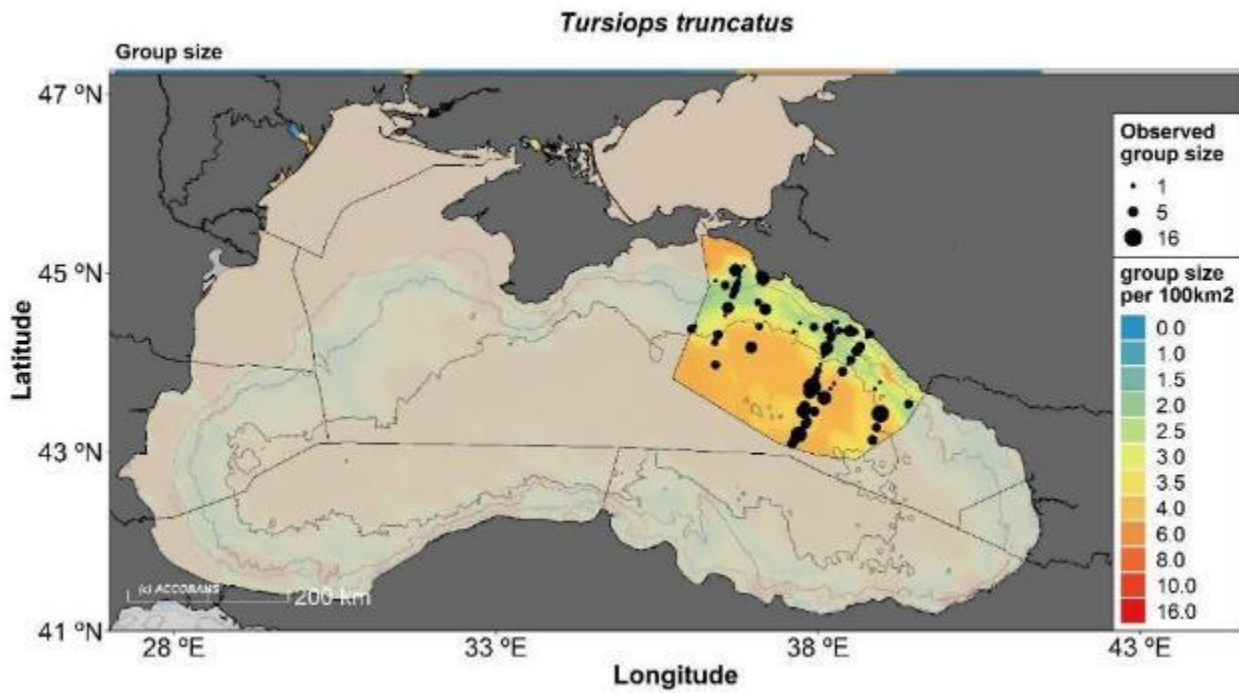 Tursiops truncatus
Group size
47 ºN
45 ºN
43 ºN
41 ºN
Latitude
28 ºE
33 ºE
38 ºE
43 ºE
Longitude
(c) ACCOBAMS
200 km
Observed
group size
1
5
16
group size
per 100km2
0.0
1.0
1.5
2.0
2.5
3.0
3.5
4.0
6.0
8.0
10.0
16.0